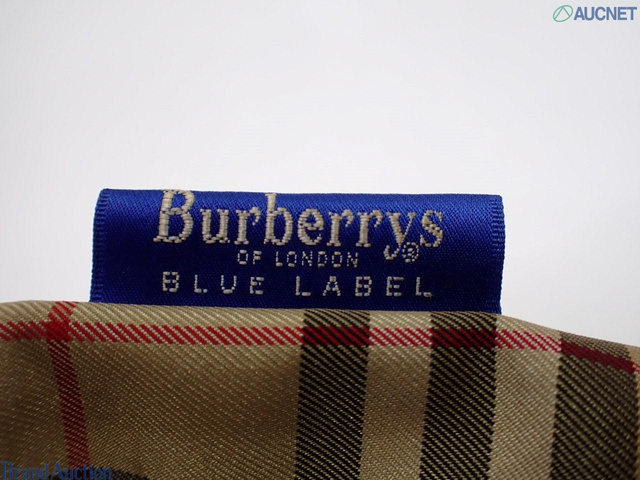 AUCNET
Burberrys®
OF LONDON
BLUE LABEL
Brand Auction